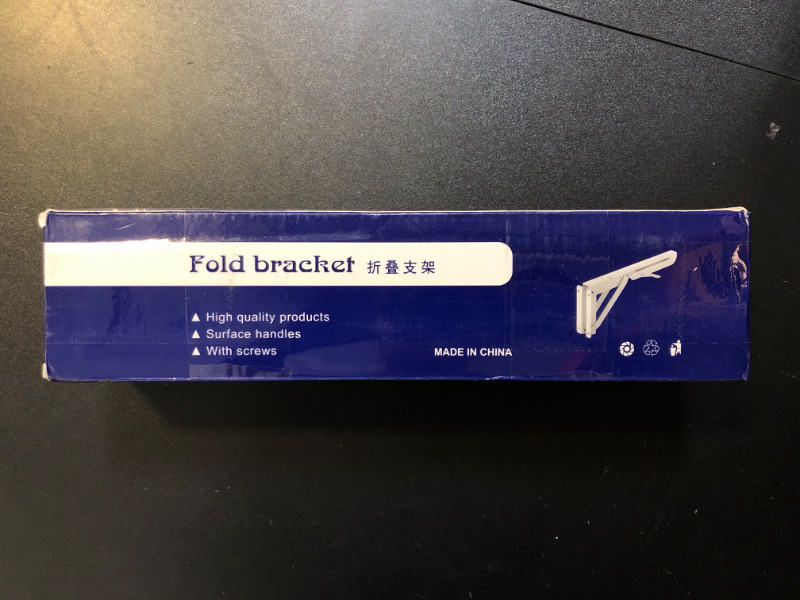 Fold bracket 折叠支架
▲ High quality products
▲ Surface handles
▲ With screws
MADE IN CHINA